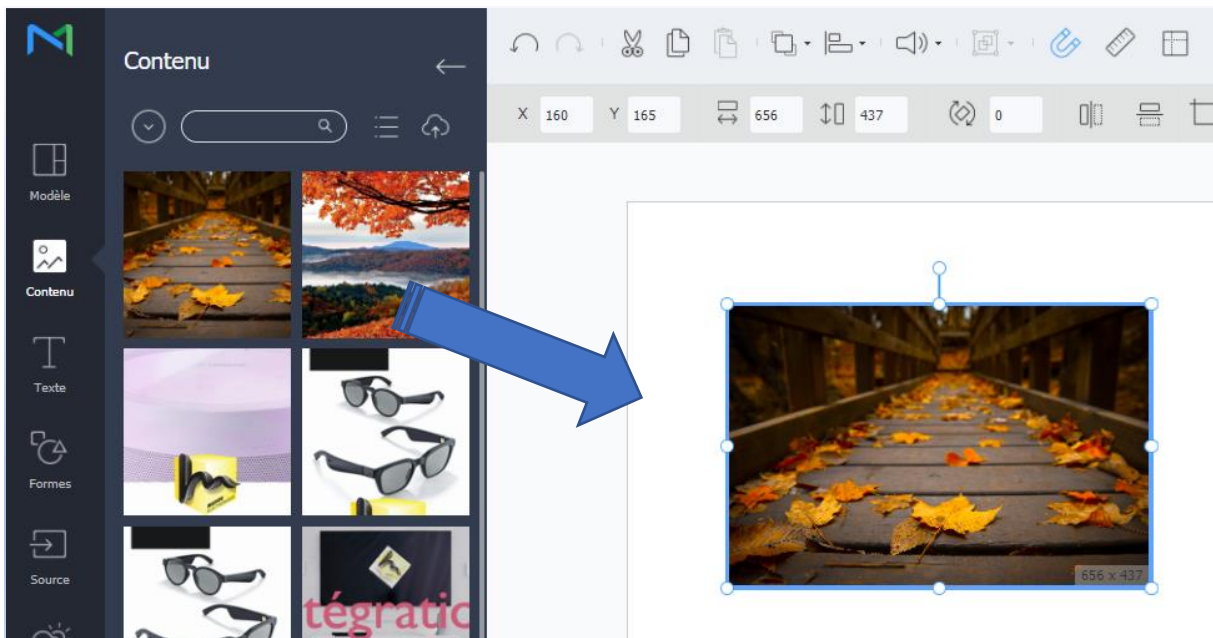 Contenu
X 160 Y 165 656 437 0
Modèle
Contenu
Texte
Formes
Source
tégratic
656 x 437